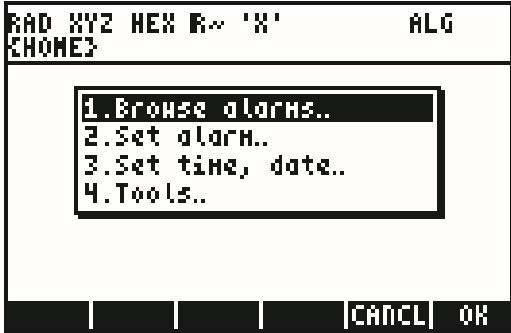 RAD XYZ HEX R~ 'X' ALG
{HOME}
1.Browse alarms..
2.Set alarm..
3.Set time, date..
4.Tools..
CANCL OK